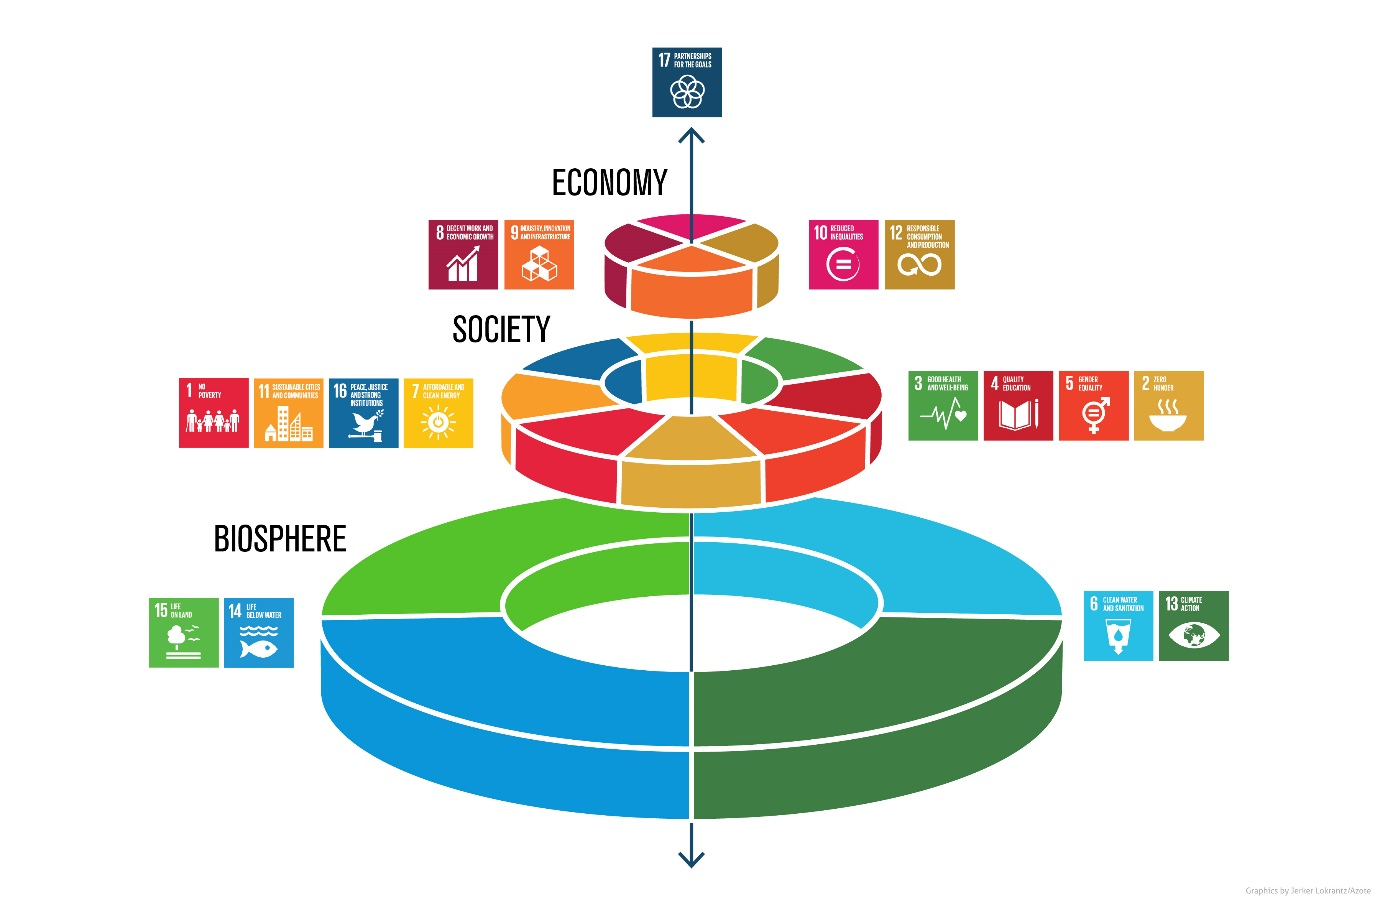 17 PARTNERSHIPS
FOR THE GOALS
ECONOMY
8 DECENT WORK AND
ECONOMIC GROWTH
9 INDUSTRY, INNOVATION
AND INFRASTRUCTURE
10 REDUCED
INEQUALITIES
12 RESPONSIBLE
CONSUMPTION
AND PRODUCTION
SOCIETY
1 NO
POVERTY
11 SUSTAINABLE CITIES
AND COMMUNITIES
16 PEACE, JUSTICE
AND STRONG
INSTITUTIONS
7 AFFORDABLE AND
CLEAN ENERGY
3 GOOD HEALTH
AND WELL-BEING
4 QUALITY
EDUCATION
5 GENDER
EQUALITY
2 ZERO
HUNGER
BIOSPHERE
15 LIFE
ON LAND
14 LIFE
BELOW WATER
6 CLEAN WATER
AND SANITATION
13 CLIMATE
ACTION
Graphics by Jerker Lokrantz/Azote